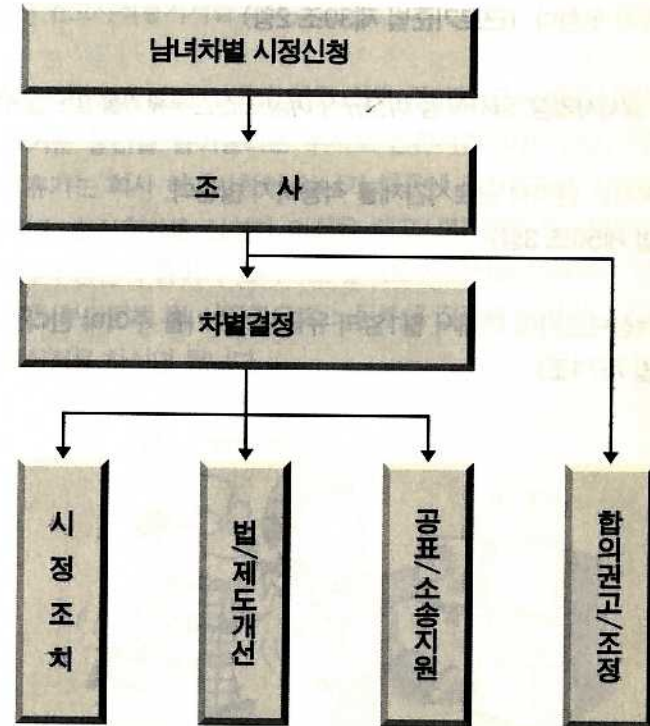 남녀차별 시정신청
조 사
차별결정
시정조치
법/제도개선
공표/소송지원
합의권고/조정